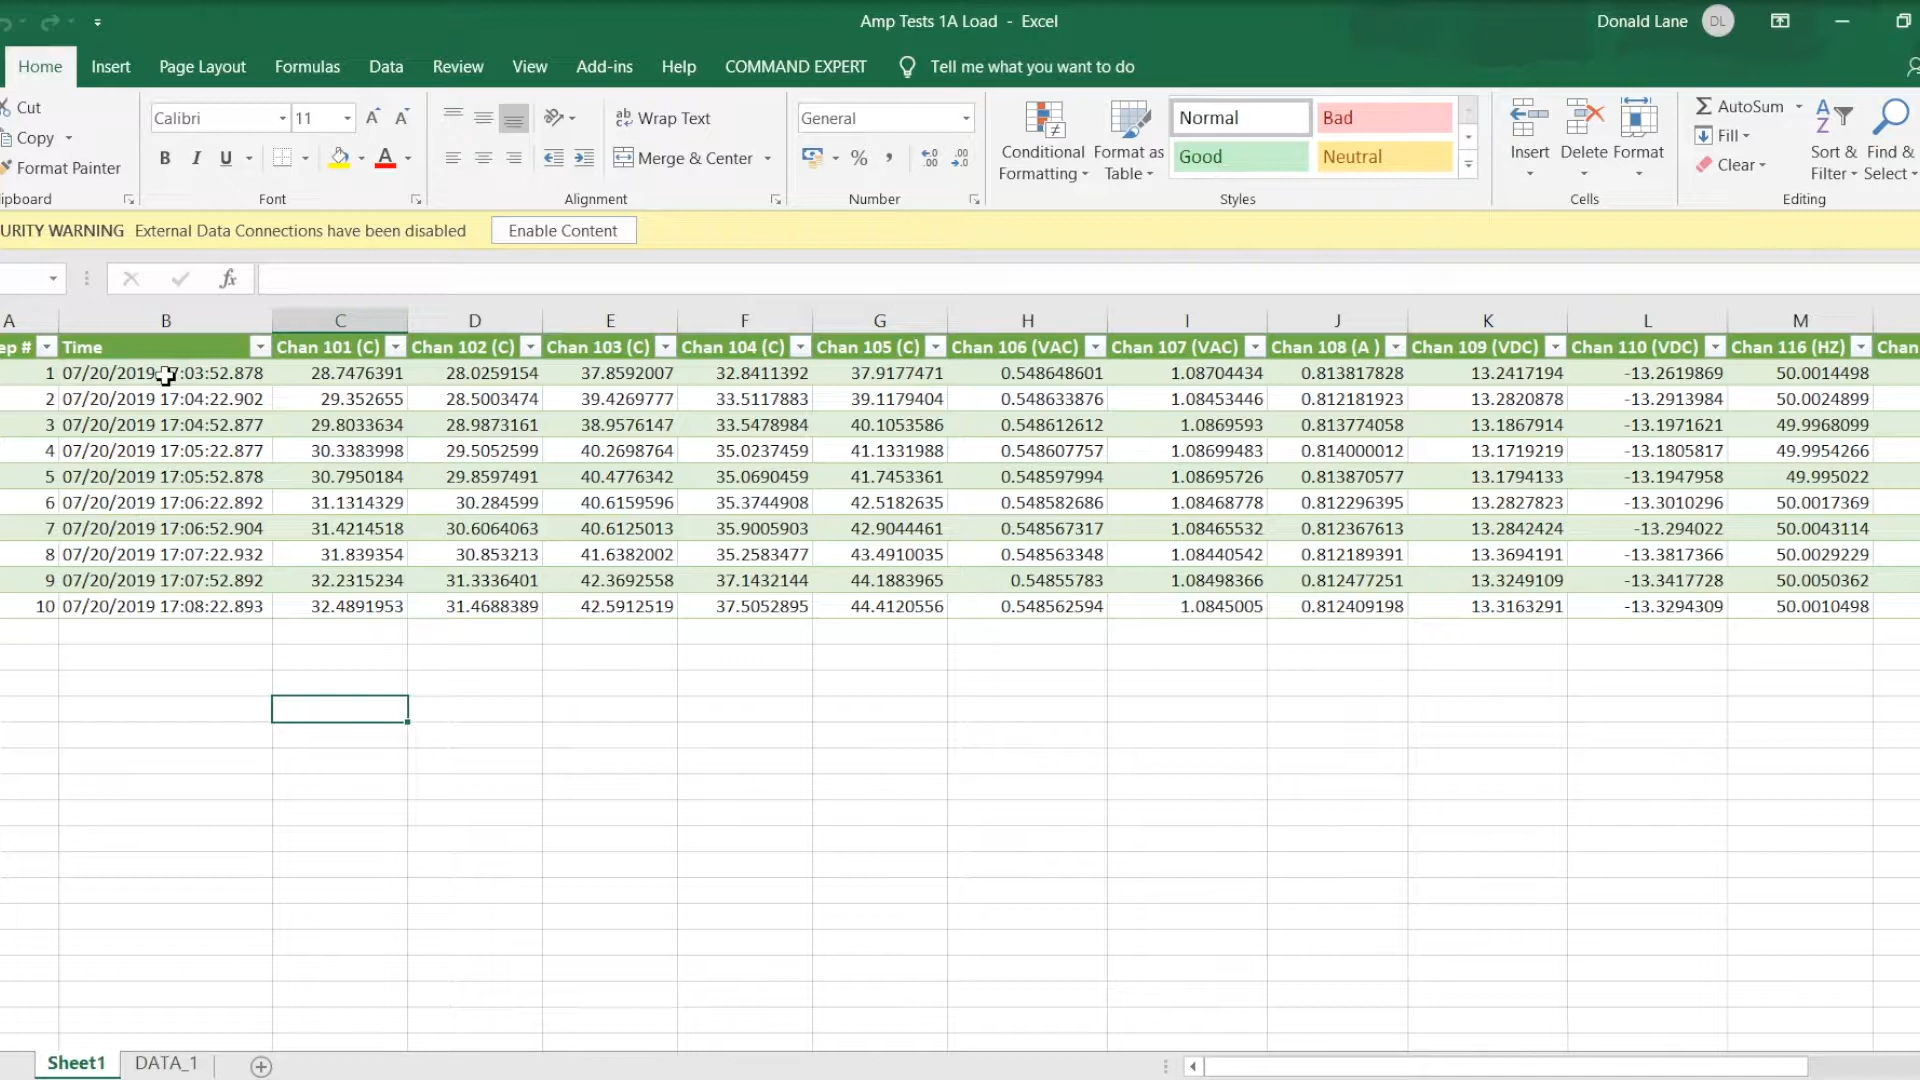 Amp Tests 1A Load - Excel
Donald Lane DL
Home Insert Page Layout Formulas Data Review View Add-ins Help COMMAND EXPERT Tell me what you want to do
Cut
Copy
Format Painter
ipboard
Calibri 11
B I U A
Font
Wrap Text
Merge & Center
Alignment
General
% ,
Number
Conditional Formatting
Format as Table
Normal Bad
Good Neutral
Styles
Insert Delete Format
Cells
AutoSum
Fill
Clear
Sort & Filter
Find & Select
Editing
URITY WARNING External Data Connections have been disabled Enable Content
fx
A B C D E F G H I J K L M
ep # Time Chan 101 (C) Chan 102 (C) Chan 103 (C) Chan 104 (C) Chan 105 (C) Chan 106 (VAC) Chan 107 (VAC) Chan 108 (A ) Chan 109 (VDC) Chan 110 (VDC) Chan 116 (HZ) Chan
1 07/20/2019 17:03:52.878 28.7476391 28.0259154 37.8592007 32.8411392 37.9177471 0.548648601 1.08704434 0.813817828 13.2417194 -13.2619869 50.0014498
2 07/20/2019 17:04:22.902 29.352655 28.5003474 39.4269777 33.5117883 39.1179404 0.548633876 1.08453446 0.812181923 13.2820878 -13.2913984 50.0024899
3 07/20/2019 17:04:52.877 29.8033634 28.9873161 38.9576147 33.5478984 40.1053586 0.548612612 1.0869593 0.813774058 13.1867914 -13.1971621 49.9968099
4 07/20/2019 17:05:22.877 30.3383998 29.5052599 40.2698764 35.0237459 41.1331988 0.548607757 1.08699483 0.814000012 13.1719219 -13.1805817 49.9954266
5 07/20/2019 17:05:52.878 30.7950184 29.8597491 40.4776342 35.0690459 41.7453361 0.548597994 1.08695726 0.813870577 13.1794133 -13.1947958 49.995022
6 07/20/2019 17:06:22.892 31.1314329 30.284599 40.6159596 35.3744908 42.5182635 0.548582686 1.08468778 0.812296395 13.2827823 -13.3010296 50.0017369
7 07/20/2019 17:06:52.904 31.4214518 30.6064063 40.6125013 35.9005903 42.9044461 0.548567317 1.08465532 0.812367613 13.2842424 -13.294022 50.0043114
8 07/20/2019 17:07:22.932 31.839354 30.853213 41.6382002 35.2583477 43.4910035 0.548563348 1.08440542 0.812189391 13.3694191 -13.3817366 50.0029229
9 07/20/2019 17:07:52.892 32.2315234 31.3336401 42.3692558 37.1432144 44.1883965 0.54855783 1.08498366 0.812477251 13.3249109 -13.3417728 50.0050362
10 07/20/2019 17:08:22.893 32.4891953 31.4688389 42.5912519 37.5052895 44.4120556 0.548562594 1.0845005 0.812409198 13.3163291 -13.3294309 50.0010498
Sheet1 DATA_1